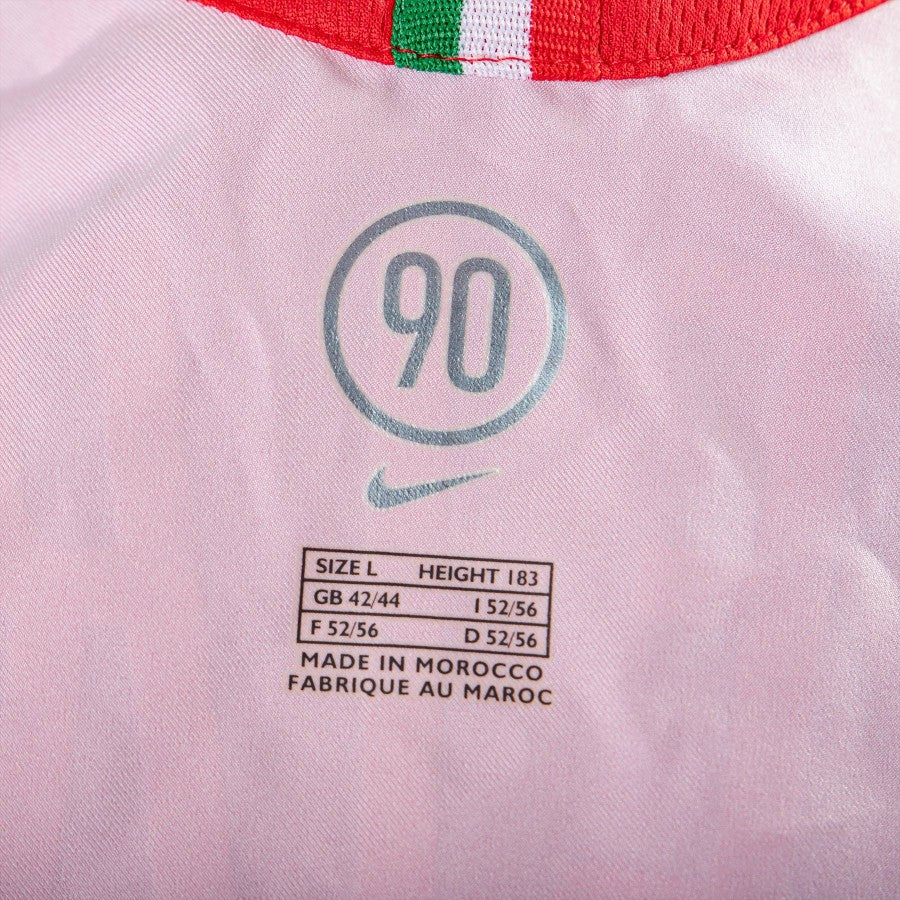 90
SIZE L HEIGHT 183
GB 42/44 I 52/56
F 52/56 D 52/56
MADE IN MOROCCO
FABRIQUE AU MAROC